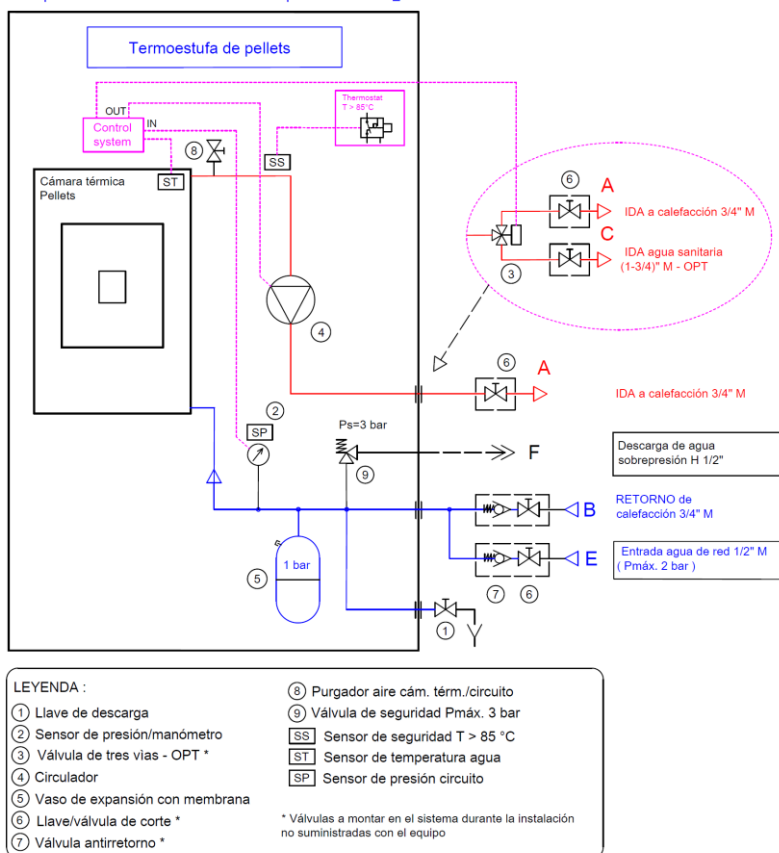 Termoestufa de pellets
OUT
IN
Control
system
Thermostat
T > 85°C
8
SS
ST
Cámara térmica
Pellets
6
A
IDA a calefacción 3/4" M
C
IDA agua sanitaria
(1-3/4)" M - OPT
3
4
6
A
IDA a calefacción 3/4" M
2
SP
Ps=3 bar
9
F
Descarga de agua
sobrepresión H 1/2"
B
RETORNO de
calefacción 3/4" M
1 bar
5
E
Entrada agua de red 1/2" M
( Pmáx. 2 bar )
7
6
1
LEYENDA :
1 Llave de descarga
2 Sensor de presión/manómetro
3 Válvula de tres vìas - OPT *
4 Circulador
5 Vaso de expansión con membrana
6 Llave/válvula de corte *
7 Válvula antirretorno *
8 Purgador aire cám. térm./circuito
9 Válvula de seguridad Pmáx. 3 bar
SS Sensor de seguridad T > 85 °C
ST Sensor de temperatura agua
SP Sensor de presión circuito
* Válvulas a montar en el sistema durante la instalación
no suministradas con el equipo